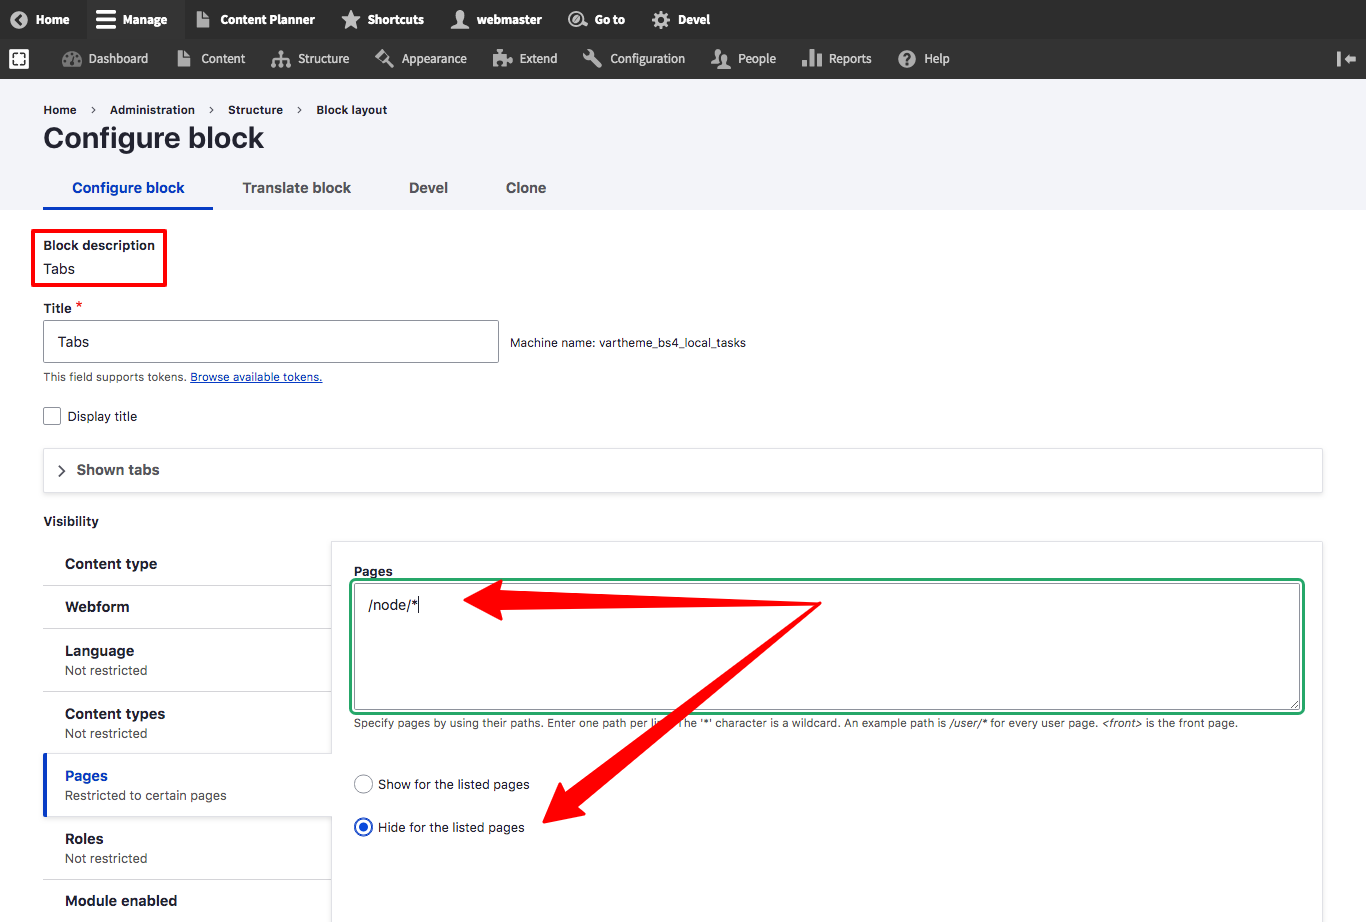 Home Manage Content Planner Shortcuts webmaster Go to Devel
Dashboard Content Structure Appearance Extend Configuration People Reports Help
Home › Administration › Structure › Block layout
Configure block
Configure block Translate block Devel Clone
Block description
Tabs
Title *
Tabs
Machine name: vartheme_bs4_local_tasks
This field supports tokens. Browse available tokens.
Display title
Shown tabs
Visibility
Content type
Webform
Language
Not restricted
Content types
Not restricted
Pages
Restricted to certain pages
Roles
Not restricted
Module enabled
Pages
/node/*
Specify pages by using their paths. Enter one path per The '*' character is a wildcard. An example path is /user/* for every user page. <front> is the front page.
Show for the listed pages
Hide for the listed pages